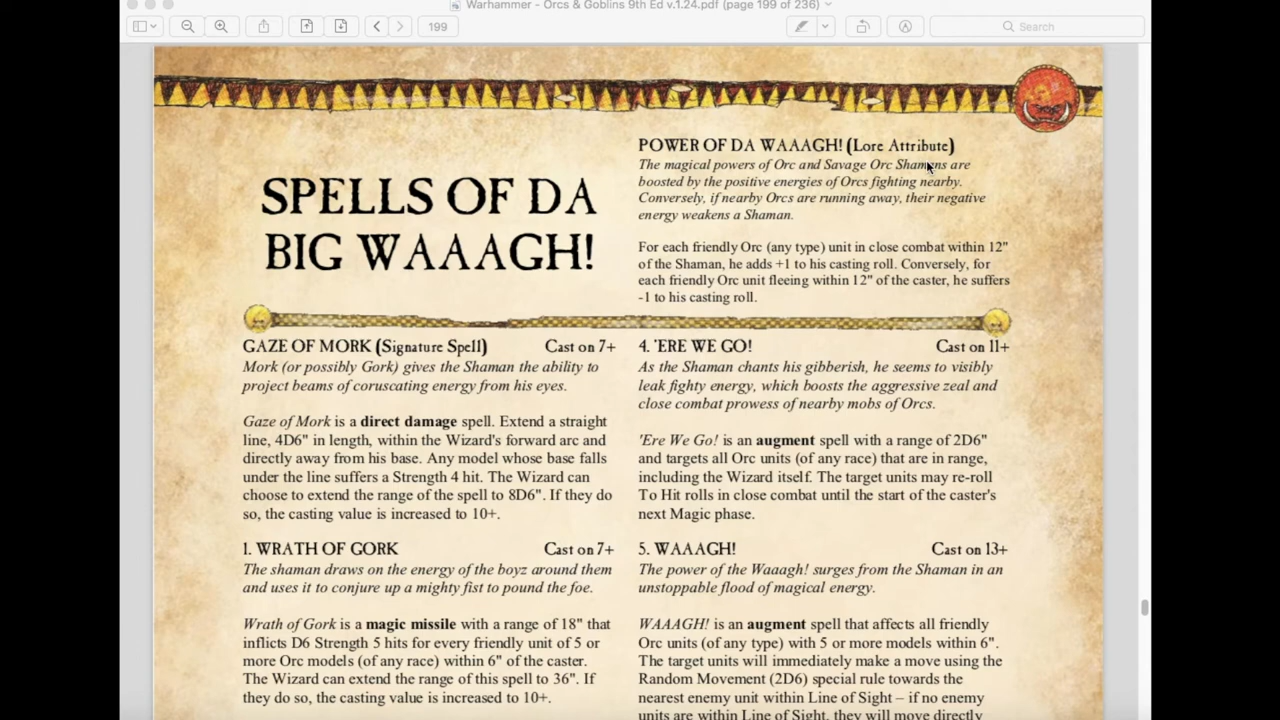 Warhammer - Orcs & Goblins 9th Ed v.1.24.pdf (page 199 of 236)
199
Search
SPELLS OF DA
BIG WAAAGH!
POWER OF DA WAAAGH! (Lore Attribute)
The magical powers of Orc and Savage Orc Shamans are
boosted by the positive energies of Orcs fighting nearby.
Conversely, if nearby Orcs are running away, their negative
energy weakens a Shaman.
For each friendly Orc (any type) unit in close combat within 12"
of the Shaman, he adds +1 to his casting roll. Conversely, for
each friendly Orc unit fleeing within 12" of the caster, he suffers
-1 to his casting roll.
GAZE OF MORK (Signature Spell) Cast on 7+
Mork (or possibly Gork) gives the Shaman the ability to
project beams of coruscating energy from his eyes.
Gaze of Mork is a direct damage spell. Extend a straight
line, 4D6" in length, within the Wizard's forward arc and
directly away from his base. Any model whose base falls
under the line suffers a Strength 4 hit. The Wizard can
choose to extend the range of the spell to 8D6". If they do
so, the casting value is increased to 10+.
1. WRATH OF GORK Cast on 7+
The shaman draws on the energy of the boyz around them
and uses it to conjure up a mighty fist to pound the foe.
Wrath of Gork is a magic missile with a range of 18" that
inflicts D6 Strength 5 hits for every friendly unit of 5 or
more Orc models (of any race) within 6" of the caster.
The Wizard can extend the range of this spell to 36". If
they do so, the casting value is increased to 10+.
4. 'ERE WE GO! Cast on 11+
As the Shaman chants his gibberish, he seems to visibly
leak fighty energy, which boosts the aggressive zeal and
close combat prowess of nearby mobs of Orcs.
'Ere We Go! is an augment spell with a range of 2D6"
and targets all Orc units (of any race) that are in range,
including the Wizard itself. The target units may re-roll
To Hit rolls in close combat until the start of the caster's
next Magic phase.
5. WAAAGH! Cast on 13+
The power of the Waaagh! surges from the Shaman in an
unstoppable flood of magical energy.
WAAAGH! is an augment spell that affects all friendly
Orc units (of any type) with 5 or more models within 6".
The target units will immediately make a move using the
Random Movement (2D6) special rule towards the
nearest enemy unit within Line of Sight – if no enemy
units are within Line of Sight, they will move directly